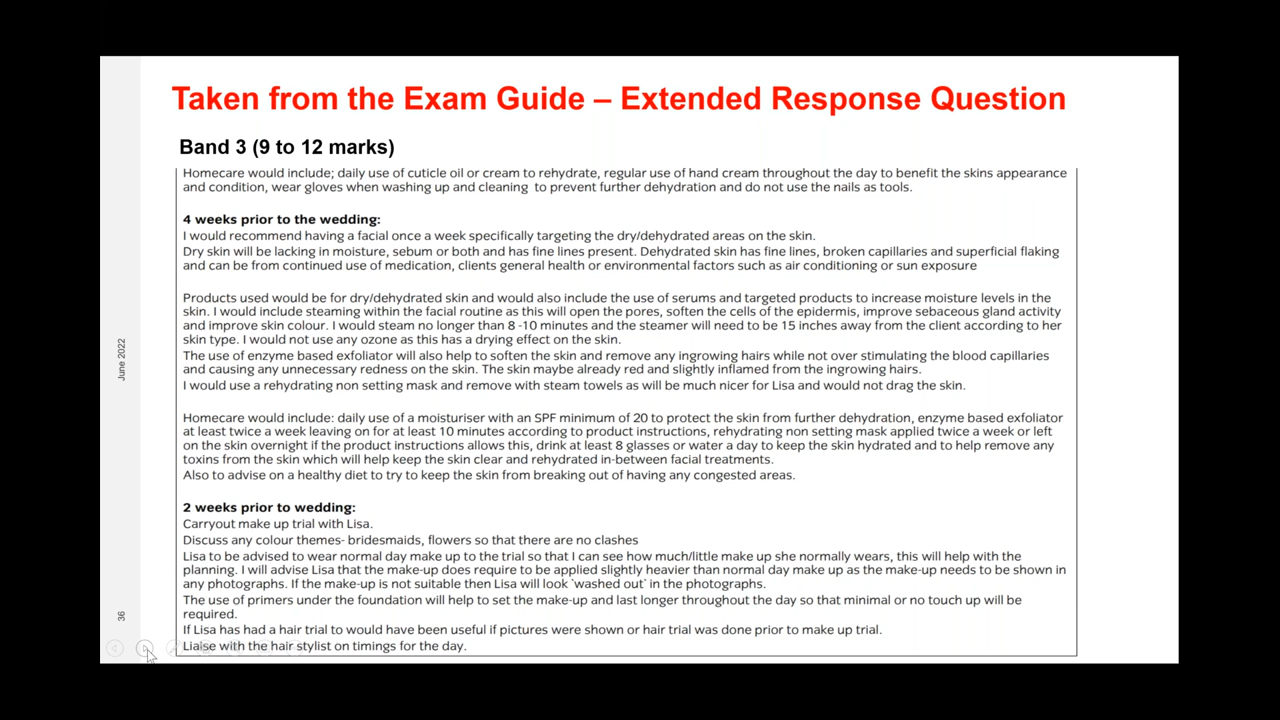 Taken from the Exam Guide – Extended Response Question
Band 3 (9 to 12 marks)
Homecare would include; daily use of cuticle oil or cream to rehydrate, regular use of hand cream throughout the day to benefit the skins appearance
and condition, wear gloves when washing up and cleaning to prevent further dehydration and do not use the nails as tools.
4 weeks prior to the wedding:
I would recommend having a facial once a week specifically targeting the dry/dehydrated areas on the skin.
Dry skin will be lacking in moisture, sebum or both and has fine lines present. Dehydrated skin has fine lines, broken capillaries and superficial flaking
and can be from continued use of medication, clients general health or environmental factors such as air conditioning or sun exposure
Products used would be for dry/dehydrated skin and would also include the use of serums and targeted products to increase moisture levels in the
skin. I would include steaming within the facial routine as this will open the pores, soften the cells of the epidermis, improve sebaceous gland activity
and improve skin colour. I would steam no longer than 8 -10 minutes and the steamer will need to be 15 inches away from the client according to her
skin type. I would not use any ozone as this has a drying effect on the skin.
The use of enzyme based exfoliator will also help to soften the skin and remove any ingrowing hairs while not over stimulating the blood capillaries
and causing any unnecessary redness on the skin. The skin maybe already red and slightly inflamed from the ingrowing hairs.
I would use a rehydrating non setting mask and remove with steam towels as will be much nicer for Lisa and would not drag the skin.
Homecare would include: daily use of a moisturiser with an SPF minimum of 20 to protect the skin from further dehydration, enzyme based exfoliator
at least twice a week leaving on for at least 10 minutes according to product instructions, rehydrating non setting mask applied twice a week or left
on the skin overnight if the product instructions allows this, drink at least 8 glasses or water a day to keep the skin hydrated and to help remove any
toxins from the skin which will help keep the skin clear and rehydrated in-between facial treatments.
Also to advise on a healthy diet to try to keep the skin from breaking out of having any congested areas.
2 weeks prior to wedding:
Carryout make up trial with Lisa.
Discuss any colour themes- bridesmaids, flowers so that there are no clashes
Lisa to be advised to wear normal day make up to the trial so that I can see how much/little make up she normally wears, this will help with the
planning. I will advise Lisa that the make-up does require to be applied slightly heavier than normal day make up as the make-up needs to be shown in
any photographs. If the make-up is not suitable then Lisa will look `washed out` in the photographs.
The use of primers under the foundation will help to set the make-up and last longer throughout the day so that minimal or no touch up will be
required.
If Lisa has had a hair trial to would have been useful if pictures were shown or hair trial was done prior to make up trial.
Liaise with the hair stylist on timings for the day.
June 2022
36